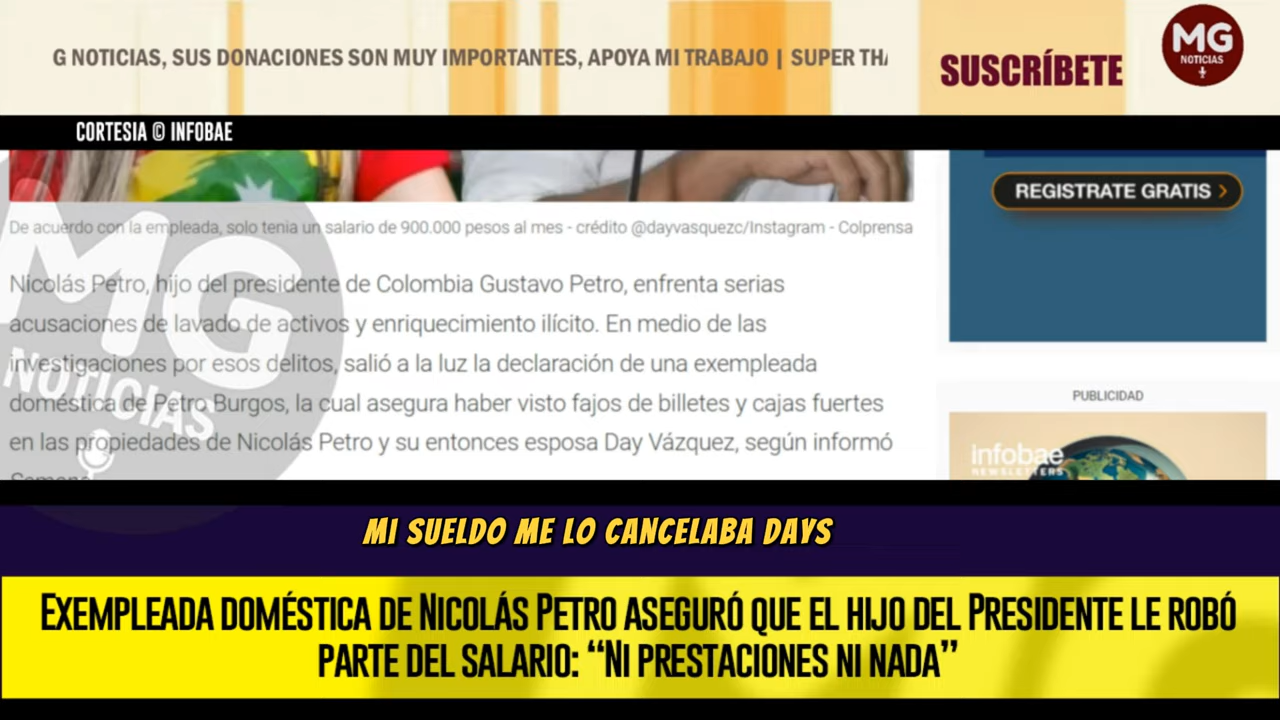 G NOTICIAS, SUS DONACIONES SON MUY IMPORTANTES, APOYA MI TRABAJO | SUPER THA
SUSCRÍBETE
MG
NOTICIAS
CORTESIA © INFOBAE
REGISTRATE GRATIS >
De acuerdo con la empleada, solo tenia un salario de 900.000 pesos al mes - crédito @dayvasquezc/Instagram - Colprensa
Nicolás Petro, hijo del presidente de Colombia Gustavo Petro, enfrenta serias
acusaciones de lavado de activos y enriquecimiento ilícito. En medio de las
investigaciones por esos delitos, salió a la luz la declaración de una exempleada
doméstica de Petro Burgos, la cual asegura haber visto fajos de billetes y cajas fuertes
en las propiedades de Nicolás Petro y su entonces esposa Day Vázquez, según informó
MG
NOTICIAS
PUBLICIDAD
infobae
NEWSLETTERS
MI SUELDO ME LO CANCELABA DAYS
EXEMPLEADA DOMÉSTICA DE NICOLÁS PETRO ASEGURÓ QUE EL HIJO DEL PRESIDENTE LE ROBÓ
PARTE DEL SALARIO: “NI PRESTACIONES NI NADA”